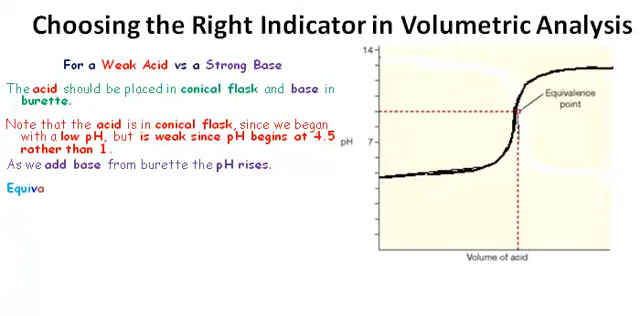 Choosing the Right Indicator in Volumetric Analysis
For a Weak Acid vs a Strong Base
The acid should be placed in conical flask and base in
burette.
Note that the acid is in conical flask, since we began
with a low pH, but is weak since pH begins at 4.5
rather than 1.
As we add base from burette the pH rises.
Equiva
14
Equivalence
point
pH
7
Volume of acid